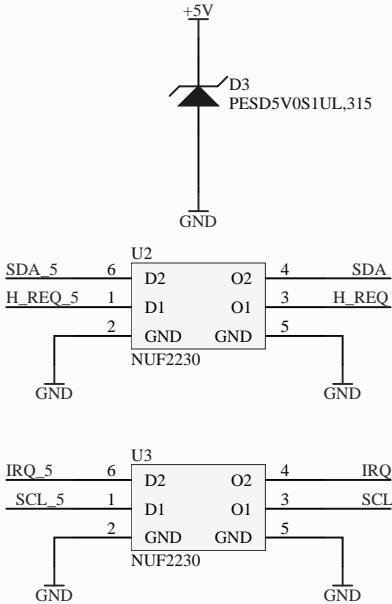 +5V
D3
PESD5V0S1UL,315
GND
U2
SDA_5 6 D2 O2 4 SDA
H_REQ_5 1 D1 O1 3 H_REQ
2 GND GND 5
NUF2230
GND GND
U3
IRQ_5 6 D2 O2 4 IRQ
SCL_5 1 D1 O1 3 SCL
2 GND GND 5
NUF2230
GND GND